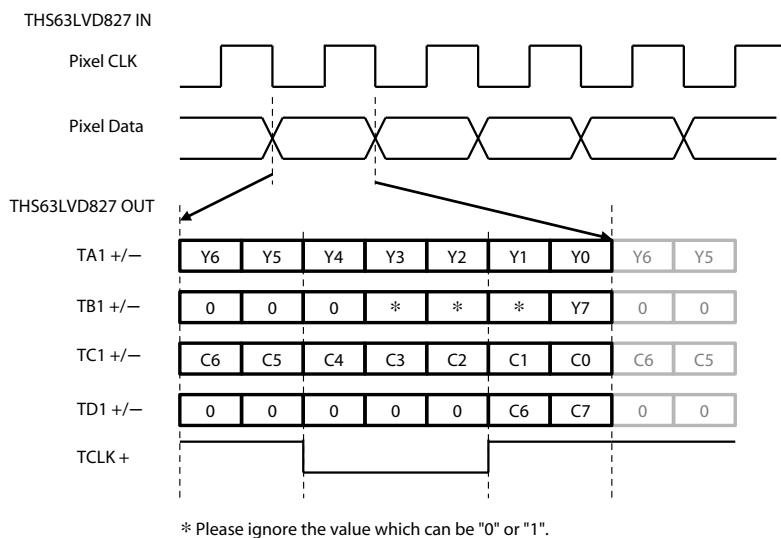 THS63LVD827 IN
Pixel CLK
Pixel Data
THS63LVD827 OUT
TA1 +/− Y6 Y5 Y4 Y3 Y2 Y1 Y0 Y6 Y5
TB1 +/− 0 0 0 * * * Y7 0 0
TC1 +/− C6 C5 C4 C3 C2 C1 C0 C6 C5
TD1 +/− 0 0 0 0 0 C6 C7 0 0
TCLK +
* Please ignore the value which can be "0" or "1".